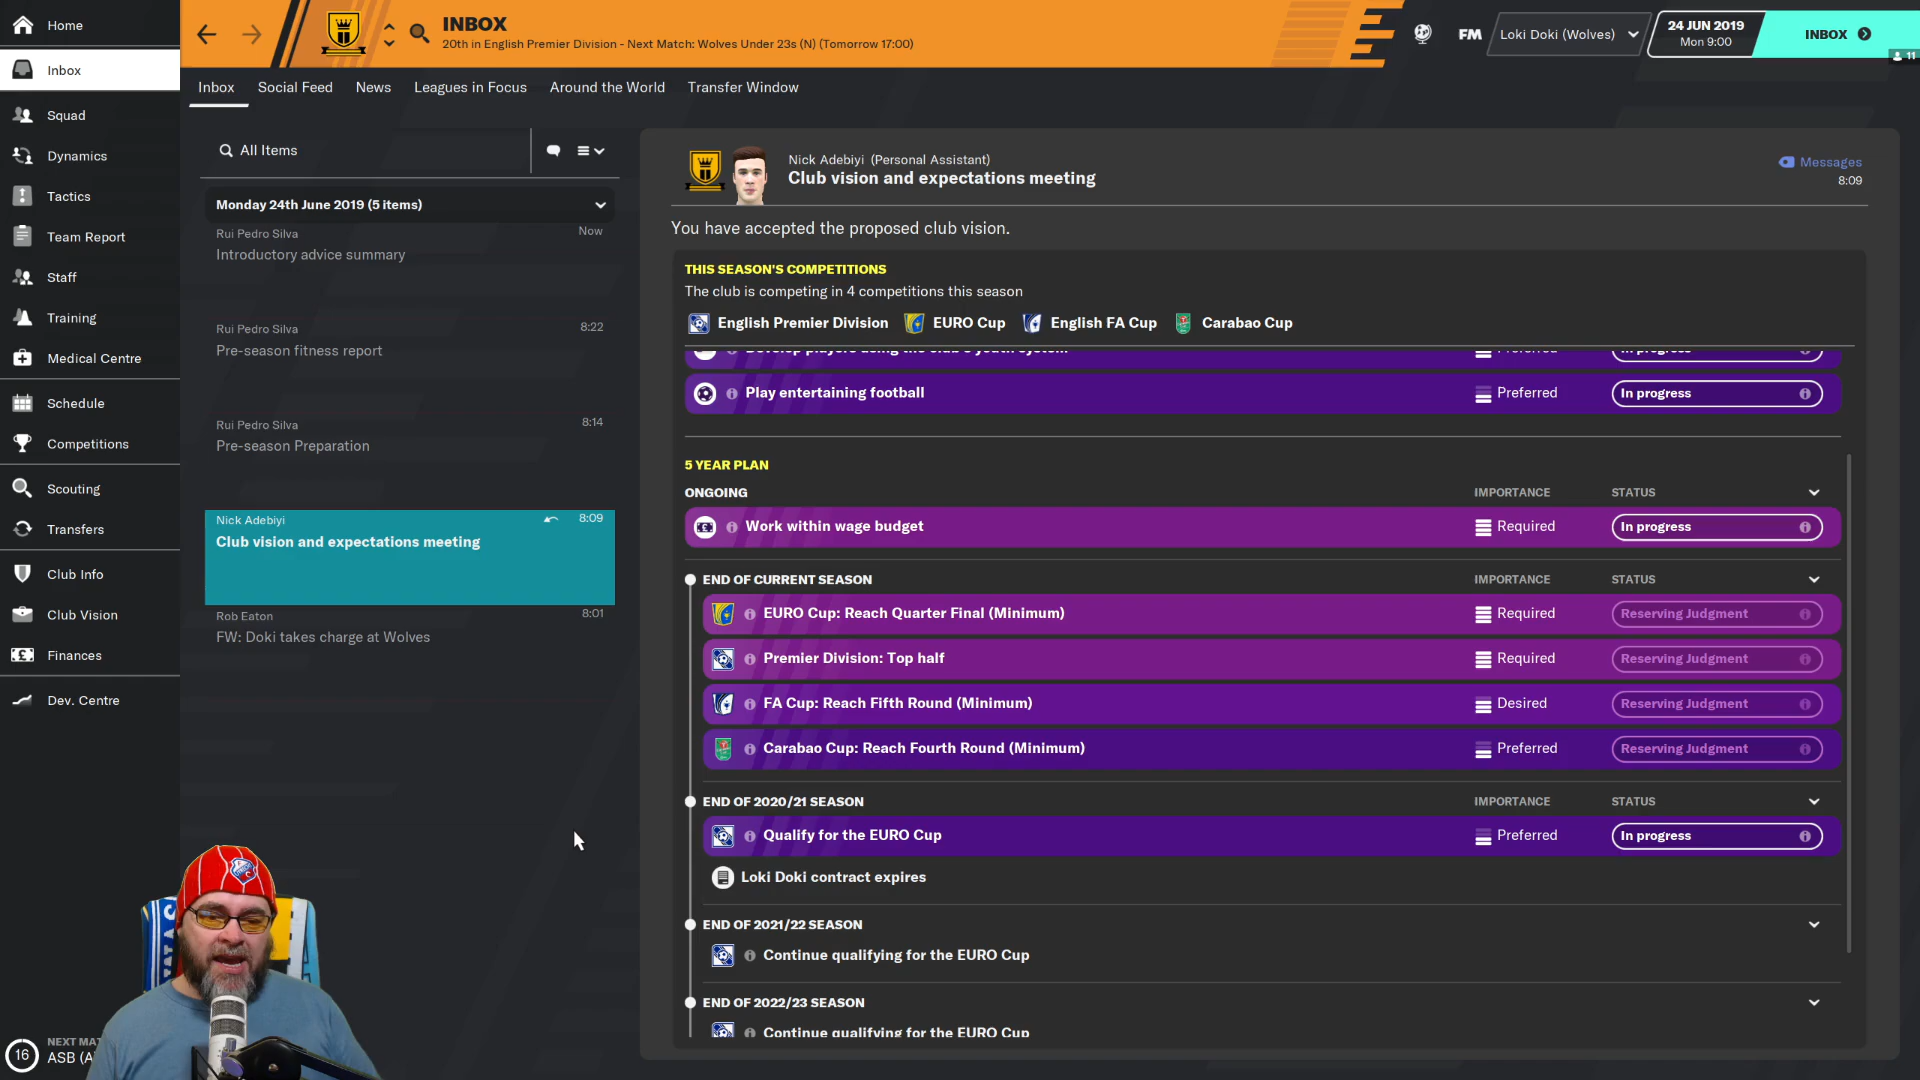 Home
INBOX
20th in English Premier Division - Next Match: Wolves Under 23s (N) (Tomorrow 17:00)
FM
Loki Doki (Wolves)
24 JUN 2019
Mon 9:00
INBOX
11
Inbox
Squad
Dynamics
Tactics
Team Report
Staff
Training
Medical Centre
Schedule
Competitions
Scouting
Transfers
Club Info
Club Vision
Finances
Dev. Centre
16
ASB (A
Inbox Social Feed News Leagues in Focus Around the World Transfer Window
All Items
Monday 24th June 2019 (5 items)
Rui Pedro Silva Now
Introductory advice summary
Rui Pedro Silva 8:22
Pre-season fitness report
Rui Pedro Silva 8:14
Pre-season Preparation
Nick Adebiyi 8:09
Club vision and expectations meeting
Rob Eaton 8:01
FW: Doki takes charge at Wolves
Nick Adebiyi (Personal Assistant)
Club vision and expectations meeting
Messages
8:09
You have accepted the proposed club vision.
THIS SEASON'S COMPETITIONS
The club is competing in 4 competitions this season
English Premier Division EURO Cup English FA Cup Carabao Cup
Play entertaining football Preferred In progress
5 YEAR PLAN
ONGOING IMPORTANCE STATUS
Work within wage budget Required In progress
END OF CURRENT SEASON IMPORTANCE STATUS
EURO Cup: Reach Quarter Final (Minimum) Required Reserving Judgment
Premier Division: Top half Required Reserving Judgment
FA Cup: Reach Fifth Round (Minimum) Desired Reserving Judgment
Carabao Cup: Reach Fourth Round (Minimum) Preferred Reserving Judgment
END OF 2020/21 SEASON IMPORTANCE STATUS
Qualify for the EURO Cup Preferred In progress
Loki Doki contract expires
END OF 2021/22 SEASON
Continue qualifying for the EURO Cup
END OF 2022/23 SEASON
Continue qualifying for the EURO Cup